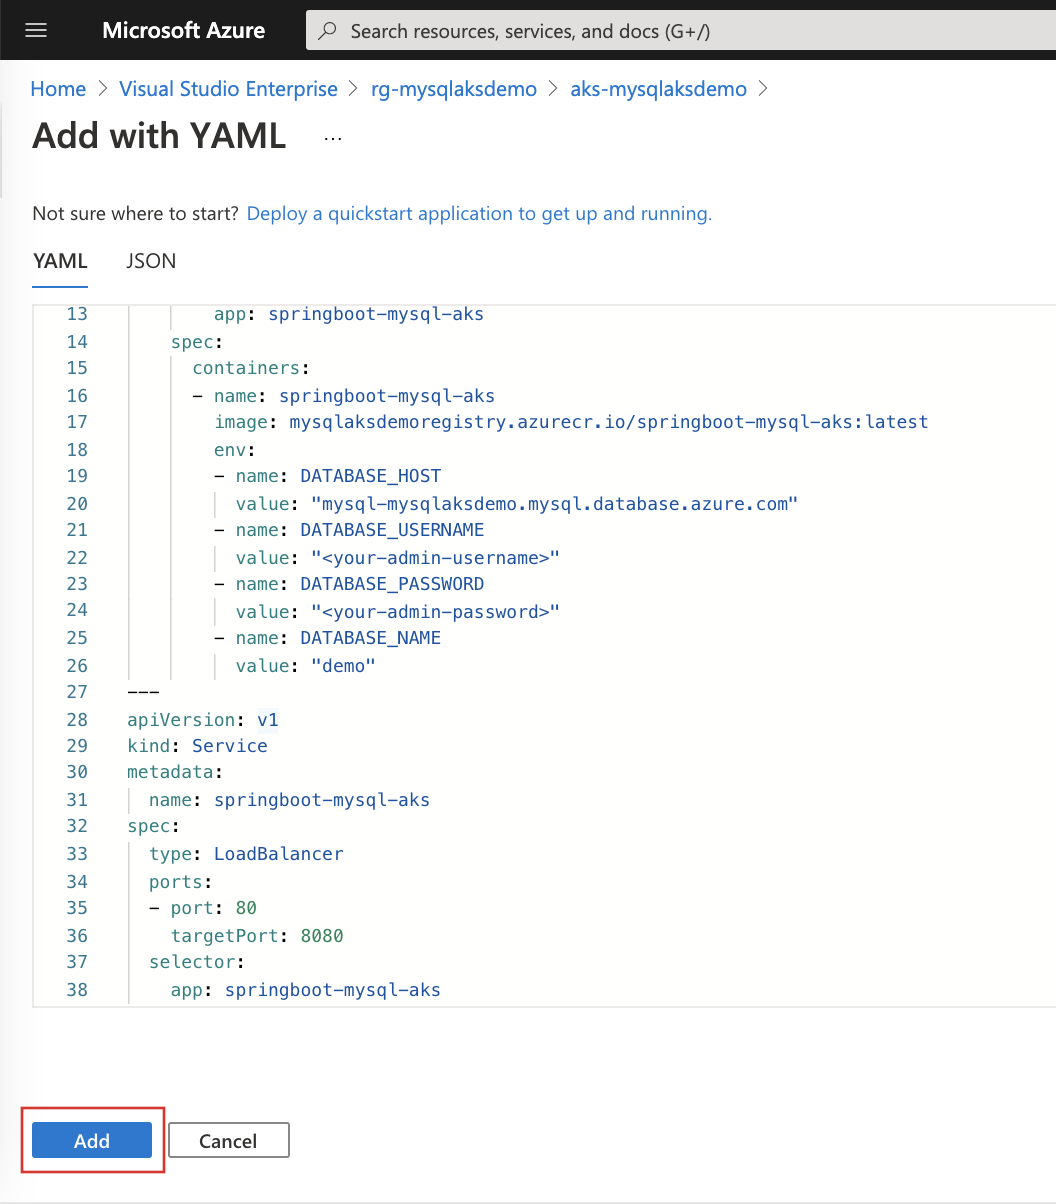 Microsoft Azure
Search resources, services, and docs (G+/)
Home > Visual Studio Enterprise > rg-mysqlaksdemo > aks-mysqlaksdemo >
Add with YAML ...
Not sure where to start? Deploy a quickstart application to get up and running.
YAML JSON
13 app: springboot-mysql-aks
14 spec:
15 containers:
16 - name: springboot-mysql-aks
17 image: mysqlaksdemoregistry.azurecr.io/springboot-mysql-aks:latest
18 env:
19 - name: DATABASE_HOST
20 value: "mysql-mysqlaksdemo.mysql.database.azure.com"
21 - name: DATABASE_USERNAME
22 value: "<your-admin-username>"
23 - name: DATABASE_PASSWORD
24 value: "<your-admin-password>"
25 - name: DATABASE_NAME
26 value: "demo"
27 ---
28 apiVersion: v1
29 kind: Service
30 metadata:
31 name: springboot-mysql-aks
32 spec:
33 type: LoadBalancer
34 ports:
35 - port: 80
36 targetPort: 8080
37 selector:
38 app: springboot-mysql-aks
Add Cancel